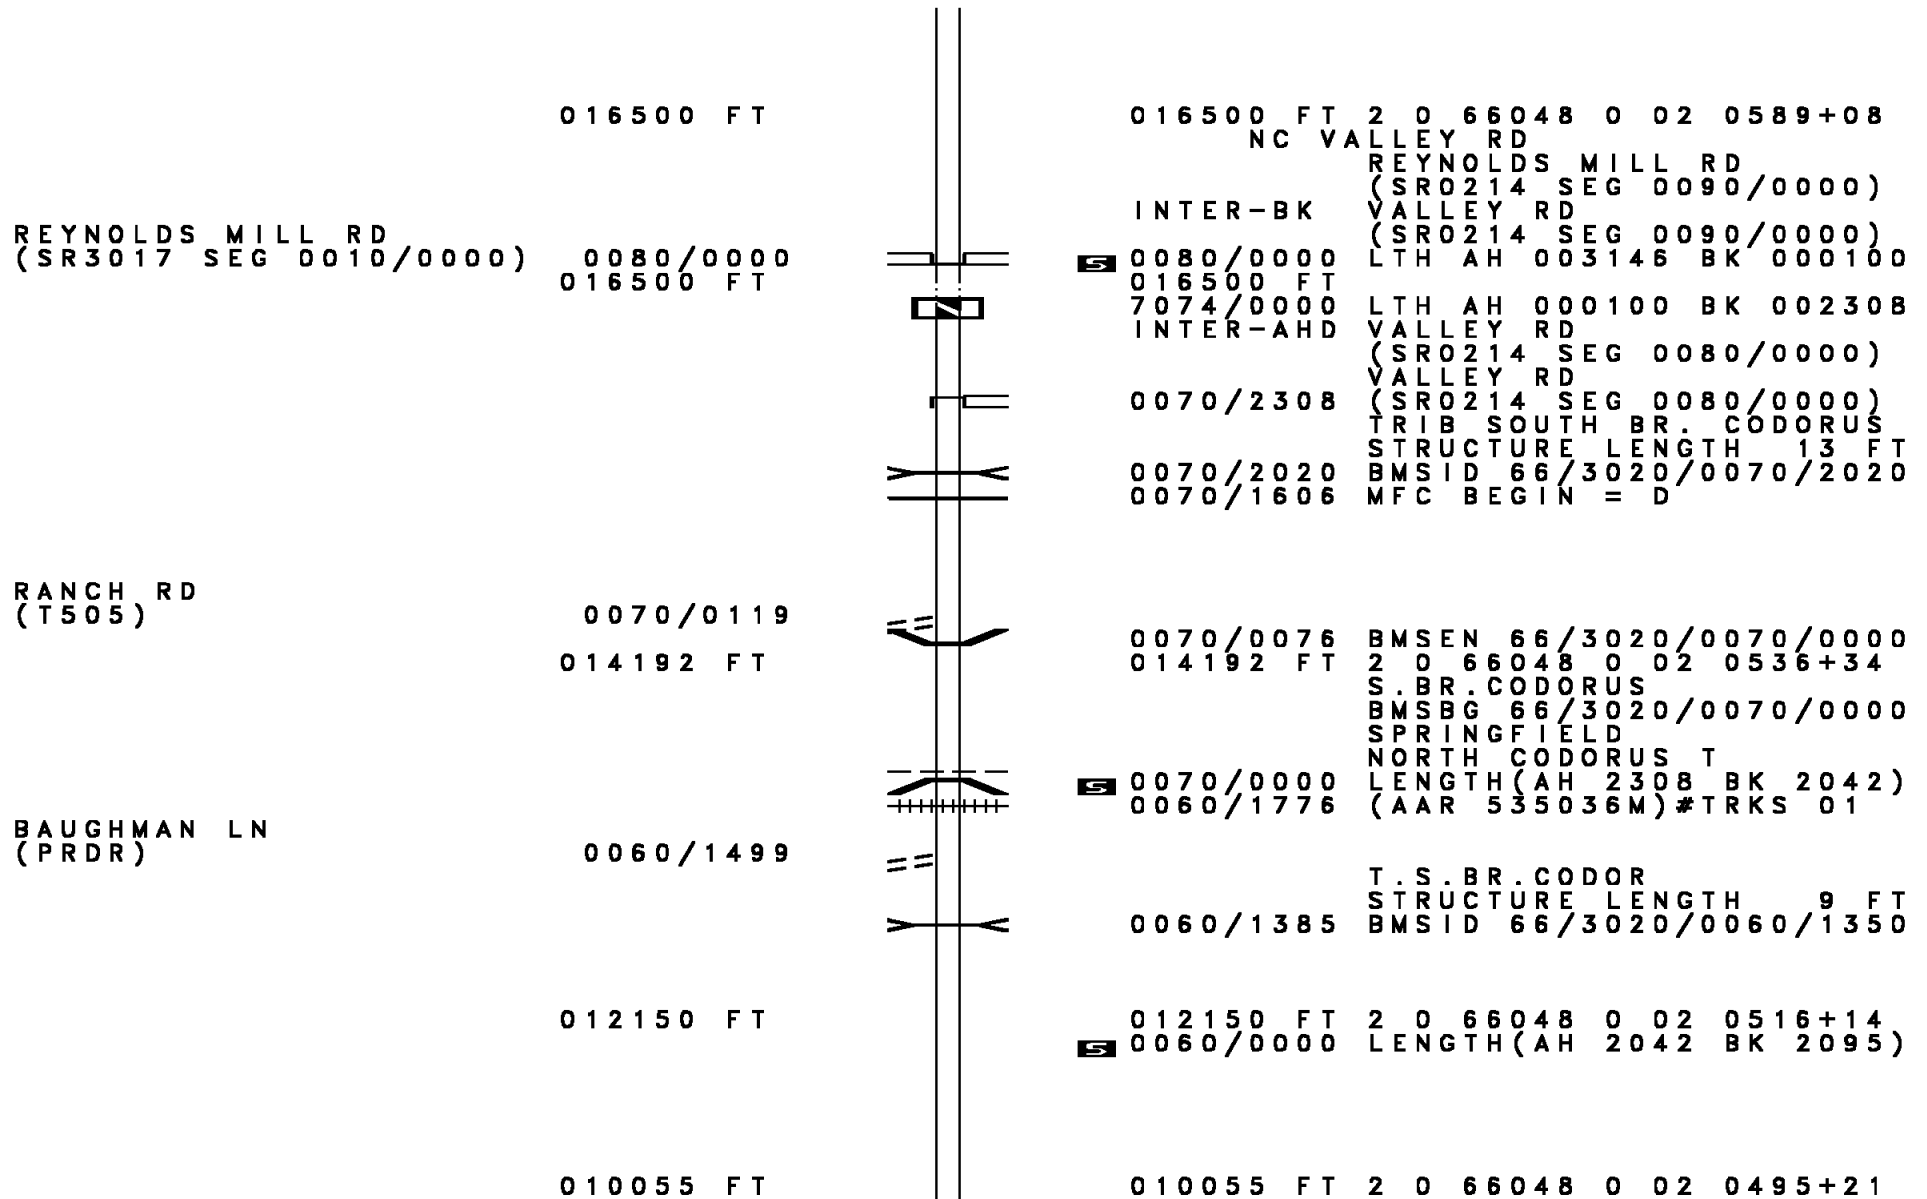 016500 FT 016500 FT 2 0 66048 0 02 0589+08
NC VALLEY RD
REYNOLDS MILL RD
(SR0214 SEG 0090/0000)
INTER-BK VALLEY RD
REYNOLDS MILL RD (SR0214 SEG 0090/0000)
(SR3017 SEG 0010/0000) 0080/0000 S 0080/0000 LTH AH 003146 BK 000100
016500 FT 016500 FT
7074/0000 LTH AH 000100 BK 002308
INTER-AHD VALLEY RD
(SR0214 SEG 0080/0000)
VALLEY RD
0070/2308 (SR0214 SEG 0080/0000)
TRIB SOUTH BR. CODORUS
STRUCTURE LENGTH 13 FT
0070/2020 BMSID 66/3020/0070/2020
0070/1606 MFC BEGIN = D
RANCH RD
(T505) 0070/0119
0070/0076 BMSEN 66/3020/0070/0000
014192 FT 014192 FT 2 0 66048 0 02 0536+34
S.BR.CODORUS
BMSBG 66/3020/0070/0000
SPRINGFIELD
NORTH CODORUS T
S 0070/0000 LENGTH(AH 2308 BK 2042)
0060/1776 (AAR 535036M)#TRKS 01
BAUGHMAN LN
(PRDR) 0060/1499
T.S.BR.CODOR
STRUCTURE LENGTH 9 FT
0060/1385 BMSID 66/3020/0060/1350
012150 FT 012150 FT 2 0 66048 0 02 0516+14
S 0060/0000 LENGTH(AH 2042 BK 2095)
010055 FT 010055 FT 2 0 66048 0 02 0495+21